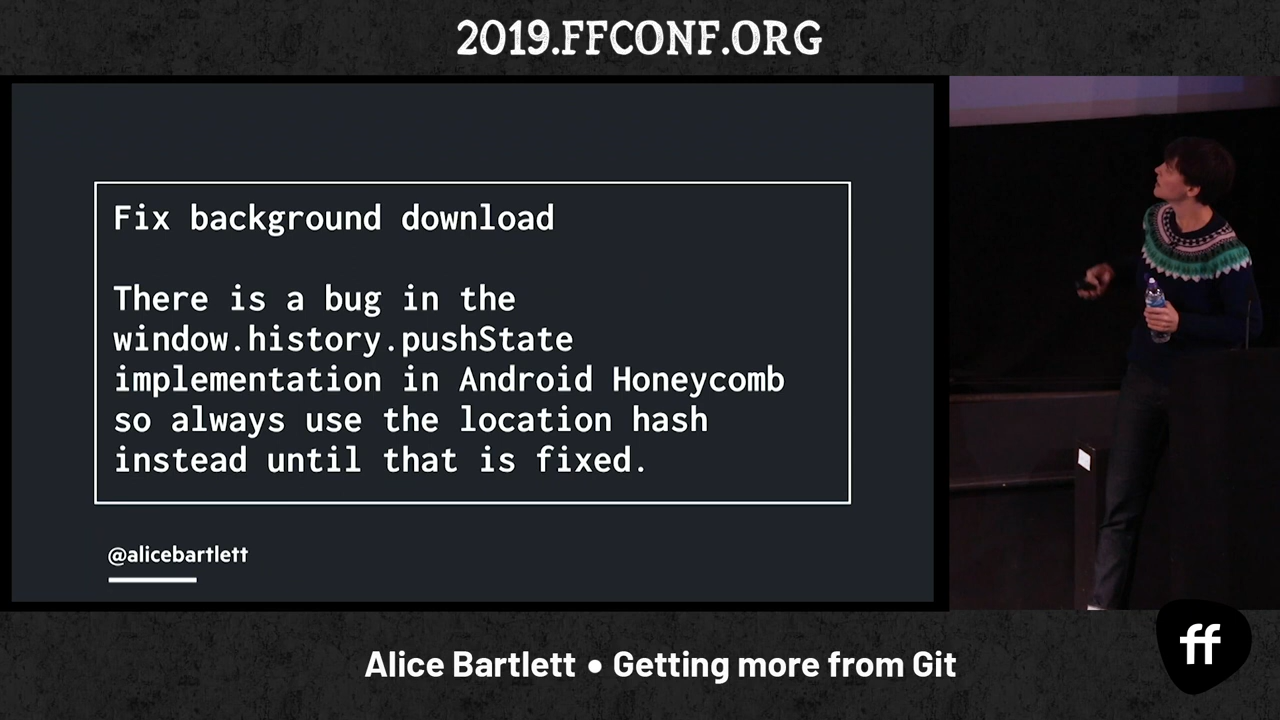 2019.FFCONF.ORG
Fix background download
There is a bug in the
window.history.pushState
implementation in Android Honeycomb
so always use the location hash
instead until that is fixed.
@alicebartlett
Alice Bartlett • Getting more from Git
ff